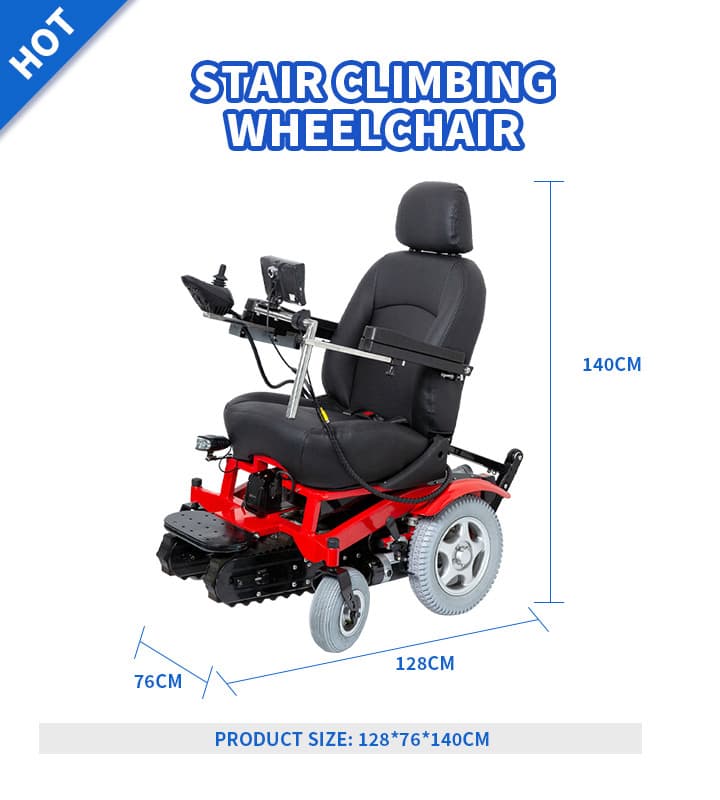 HOT
STAIR CLIMBING
WHEELCHAIR
140CM
128CM
76CM
PRODUCT SIZE: 128*76*140CM